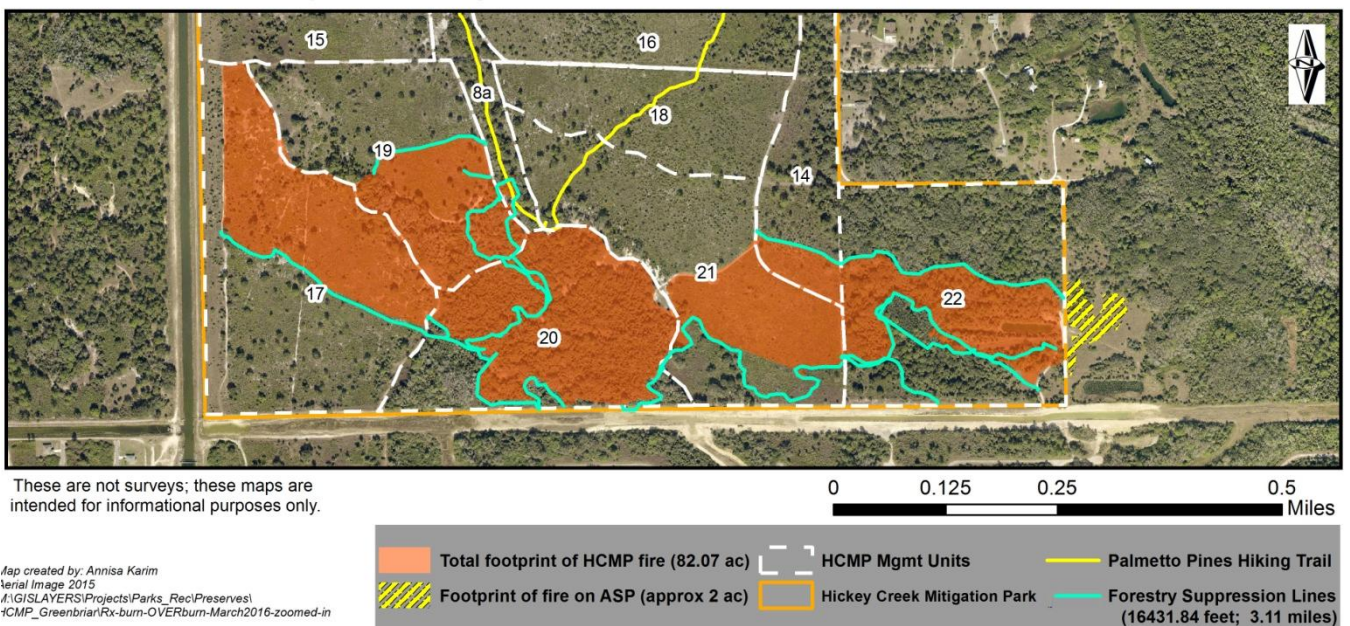 15
16
8a
18
19
14
21
17
22
20
These are not surveys; these maps are
intended for informational purposes only.
0 0.125 0.25 0.5
Miles
Total footprint of HCMP fire (82.07 ac)
HCMP Mgmt Units
Palmetto Pines Hiking Trail
Footprint of fire on ASP (approx 2 ac)
Hickey Creek Mitigation Park
Forestry Suppression Lines
(16431.84 feet; 3.11 miles)
Map created by: Annisa Karim
Aerial Image 2015
M:\GISLAYERS\Projects\Parks_Rec\Preserves\
HCMP_Greenbriar\Rx-burn-OVERburn-March2016-zoomed-in